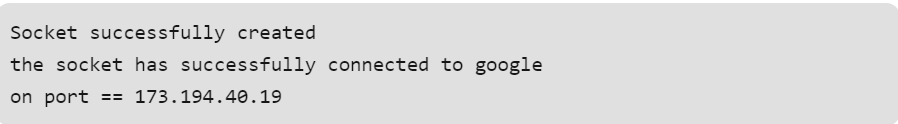 Socket successfully created
the socket has successfully connected to google
on port == 173.194.40.19